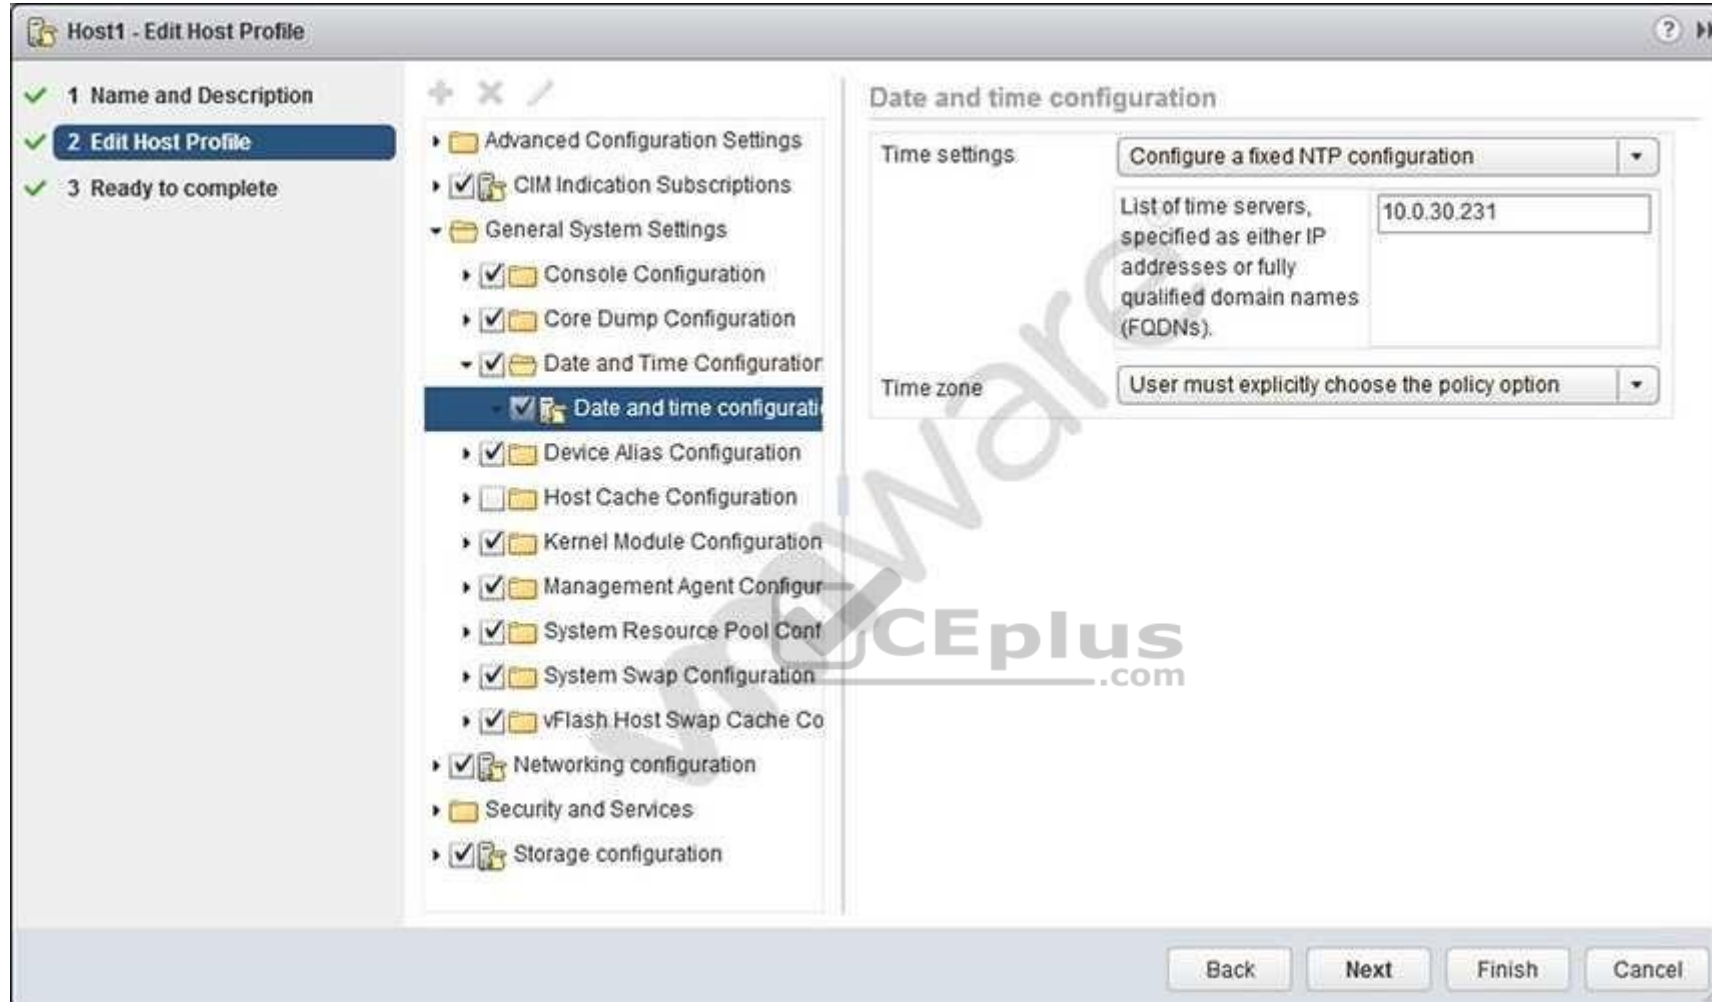 Host1 - Edit Host Profile
?
1 Name and Description
2 Edit Host Profile
3 Ready to complete
Advanced Configuration Settings
CIM Indication Subscriptions
General System Settings
Console Configuration
Core Dump Configuration
Date and Time Configuration
Date and time configurati
Device Alias Configuration
Host Cache Configuration
Kernel Module Configuration
Management Agent Configur
System Resource Pool Conf
System Swap Configuration
vFlash Host Swap Cache Co
Networking configuration
Security and Services
Storage configuration
Date and time configuration
Time settings
Configure a fixed NTP configuration
List of time servers,
specified as either IP
addresses or fully
qualified domain names
(FQDNs).
10.0.30.231
Time zone
User must explicitly choose the policy option
vmware
CEplus
.com
Back
Next
Finish
Cancel